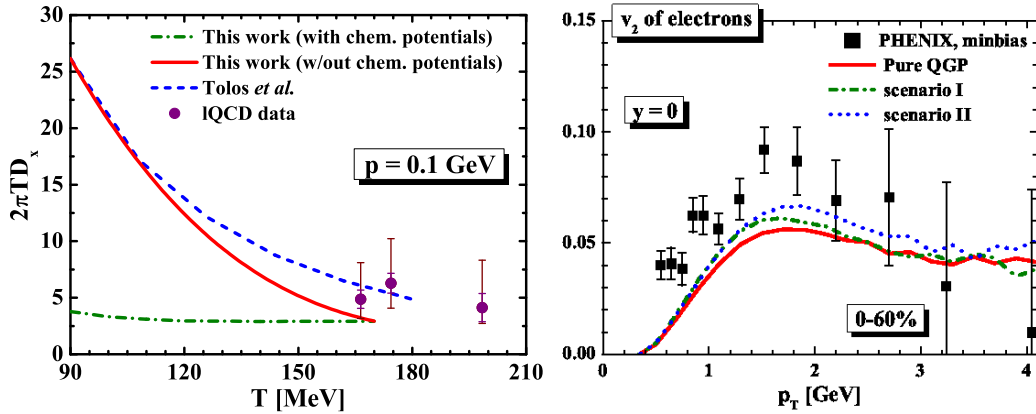 This work (with chem. potentials)
This work (w/out chem. potentials)
Tolos et al.
lQCD data
p = 0.1 GeV
2πTD_x
35
30
25
20
15
10
5
0
90
120
150
180
210
T [MeV]
v_2 of electrons
PHENIX, minbias
Pure QGP
scenario I
scenario II
y = 0
0-60%
0.15
0.10
0.05
0.00
0
1
2
3
4
p_T [GeV]